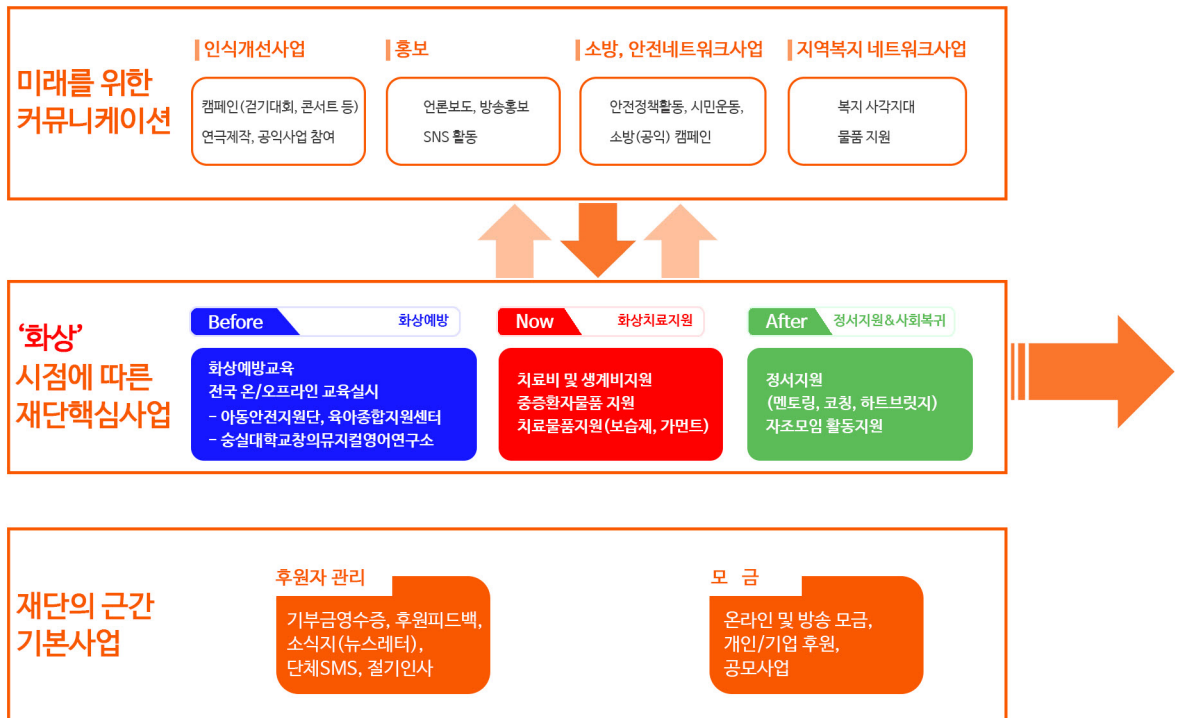 미래를 위한
커뮤니케이션
인식개선사업
캠페인(걷기대회, 콘서트 등)
연극제작, 공익사업 참여
홍보
언론보도, 방송홍보
SNS 활동
소방, 안전네트워크사업
안전정책활동, 시민운동,
소방(공익) 캠페인
지역복지 네트워크사업
복지 사각지대
물품 지원
‘화상’
시점에 따른
재단핵심사업
Before 화상예방
화상예방교육
전국 온/오프라인 교육실시
- 아동안전지원단, 육아종합지원센터
- 숭실대학교창의뮤지컬영어연구소
Now 화상치료지원
치료비 및 생계비지원
중증환자물품 지원
치료물품지원(보습제, 가먼트)
After 정서지원&사회복귀
정서지원
(멘토링, 코칭, 하트브릿지)
자조모임 활동지원
재단의 근간
기본사업
후원자 관리
기부금영수증, 후원피드백,
소식지(뉴스레터),
단체SMS, 절기인사
모 금
온라인 및 방송 모금,
개인/기업 후원,
공모사업